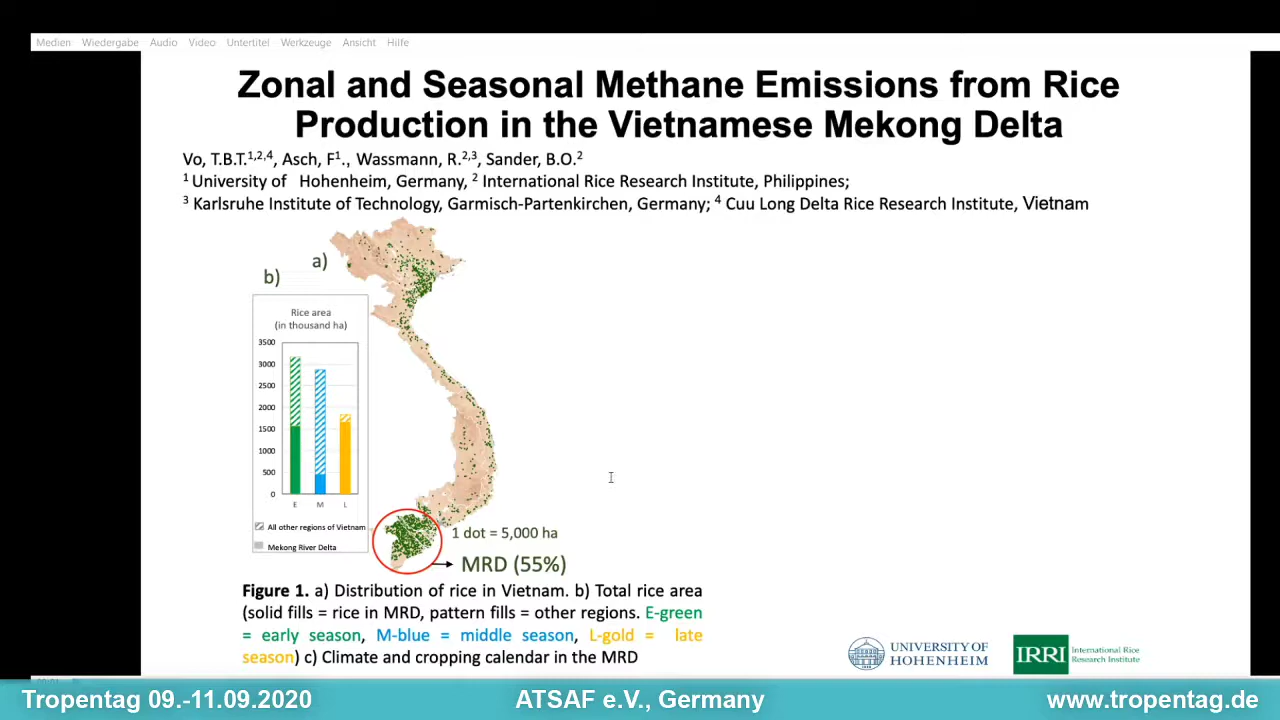 Medien Wiedergabe Audio Video Untertitel Werkzeuge Ansicht Hilfe
Zonal and Seasonal Methane Emissions from Rice
Production in the Vietnamese Mekong Delta
Vo, T.B.T.1,2,4, Asch, F1., Wassmann, R.2,3, Sander, B.O.2
1 University of Hohenheim, Germany, 2 International Rice Research Institute, Philippines;
3 Karlsruhe Institute of Technology, Garmisch-Partenkirchen, Germany; 4 Cuu Long Delta Rice Research Institute, Vietnam
a)
b)
Rice area
(in thousand ha)
3500
3000
2500
2000
1500
1000
500
0
E M L
All other regions of Vietnam
Mekong River Delta
1 dot = 5,000 ha
MRD (55%)
Figure 1. a) Distribution of rice in Vietnam. b) Total rice area
(solid fills = rice in MRD, pattern fills = other regions. E-green
= early season, M-blue = middle season, L-gold = late
season) c) Climate and cropping calendar in the MRD
UNIVERSITY OF
HOHENHEIM
IRRI
International Rice
Research Institute
Tropentag 09.-11.09.2020 ATSAF e.V., Germany www.tropentag.de